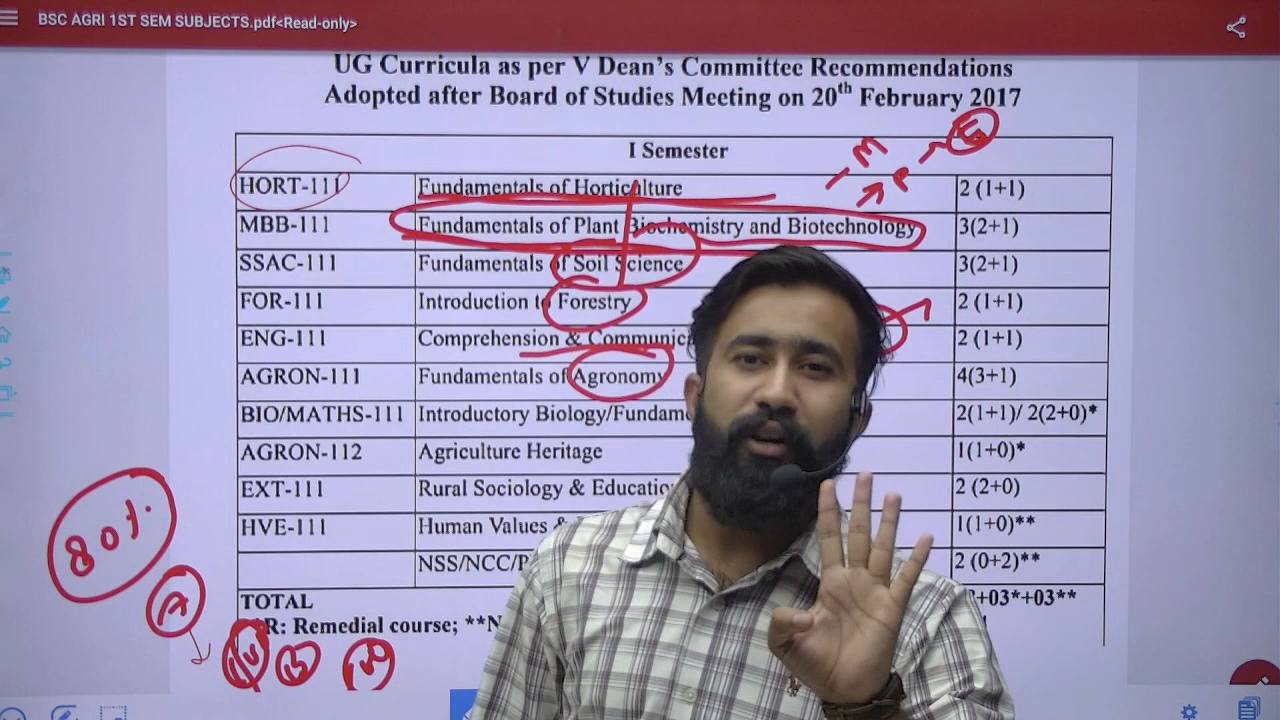 BSC AGRI 1ST SEM SUBJECTS.pdf<Read-only>
UG Curricula as per V Dean's Committee Recommendations
Adopted after Board of Studies Meeting on 20th February 2017
I Semester
HORT-111 Fundamentals of Horticulture 2 (1+1)
MBB-111 Fundamentals of Plant Biochemistry and Biotechnology 3(2+1)
SSAC-111 Fundamentals of Soil Science 3(2+1)
FOR-111 Introduction to Forestry 2 (1+1)
ENG-111 Comprehension & Communic 2 (1+1)
AGRON-111 Fundamentals of Agronomy 4(3+1)
BIO/MATHS-111 Introductory Biology/Fundam 2(1+1)/ 2(2+0)*
AGRON-112 Agriculture Heritage 1(1+0)*
EXT-111 Rural Sociology & Educatio 2 (2+0)
HVE-111 Human Values & 1(1+0)**
NSS/NCC/P 2 (0+2)**
TOTAL +03*+03**
R: Remedial course; **N
M
P
80%
A